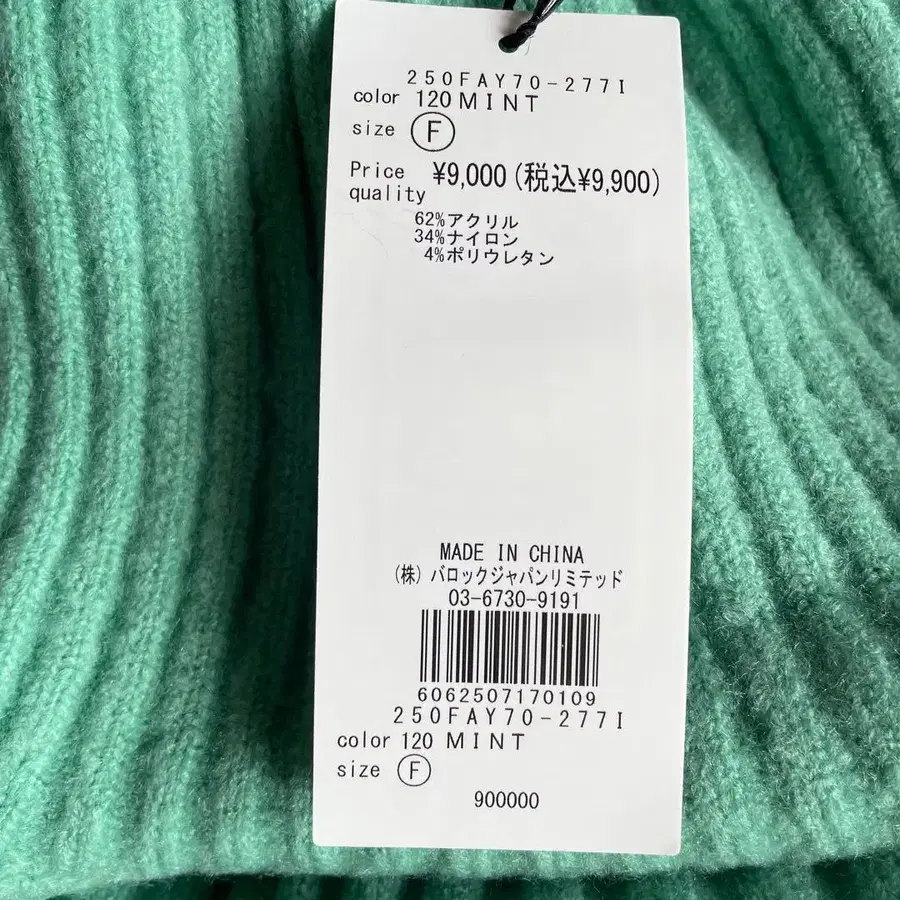 250FAY70-277I
color 120 MINT
size F
Price ¥9,000(税込¥9,900)
quality
62%アクリル
34%ナイロン
4%ポリウレタン
MADE IN CHINA
(株) バロックジャパンリミテッド
03-6730-9191
6062507170109
250FAY70-277I
color 120 MINT
size F
900000